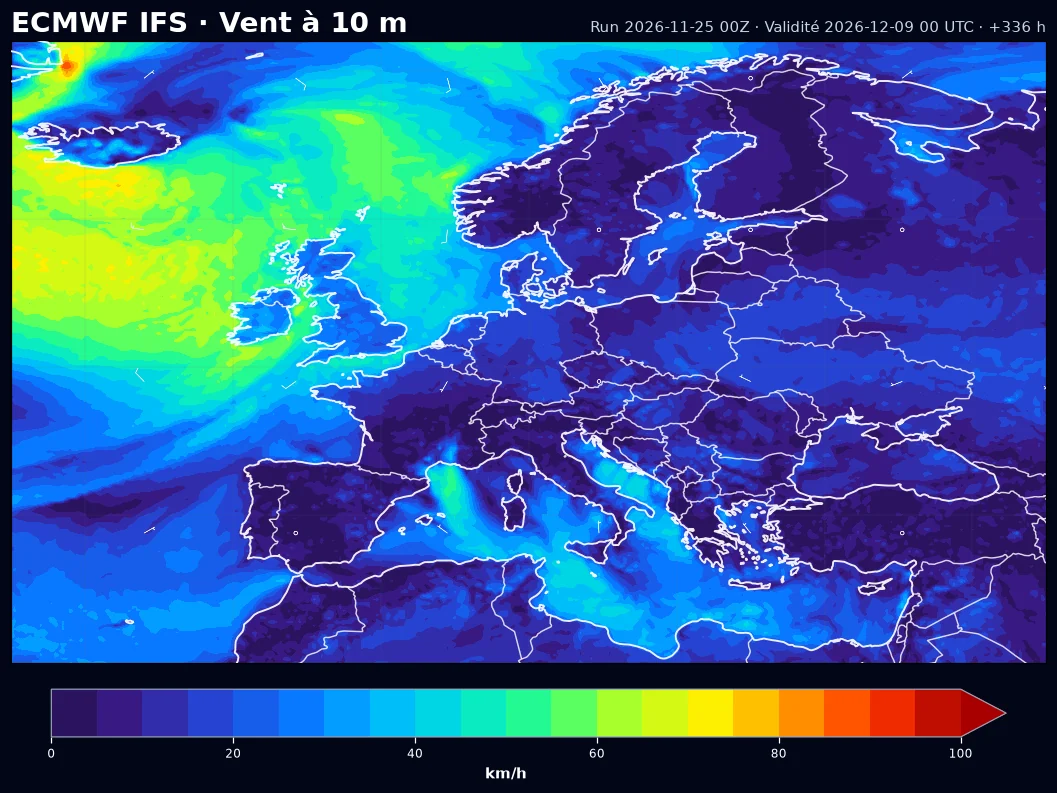 ECMWF IFS · Vent à 10 m
Run 2026-11-25 00Z · Validité 2026-12-09 00 UTC · +336 h
0 20 40 60 80 100
km/h